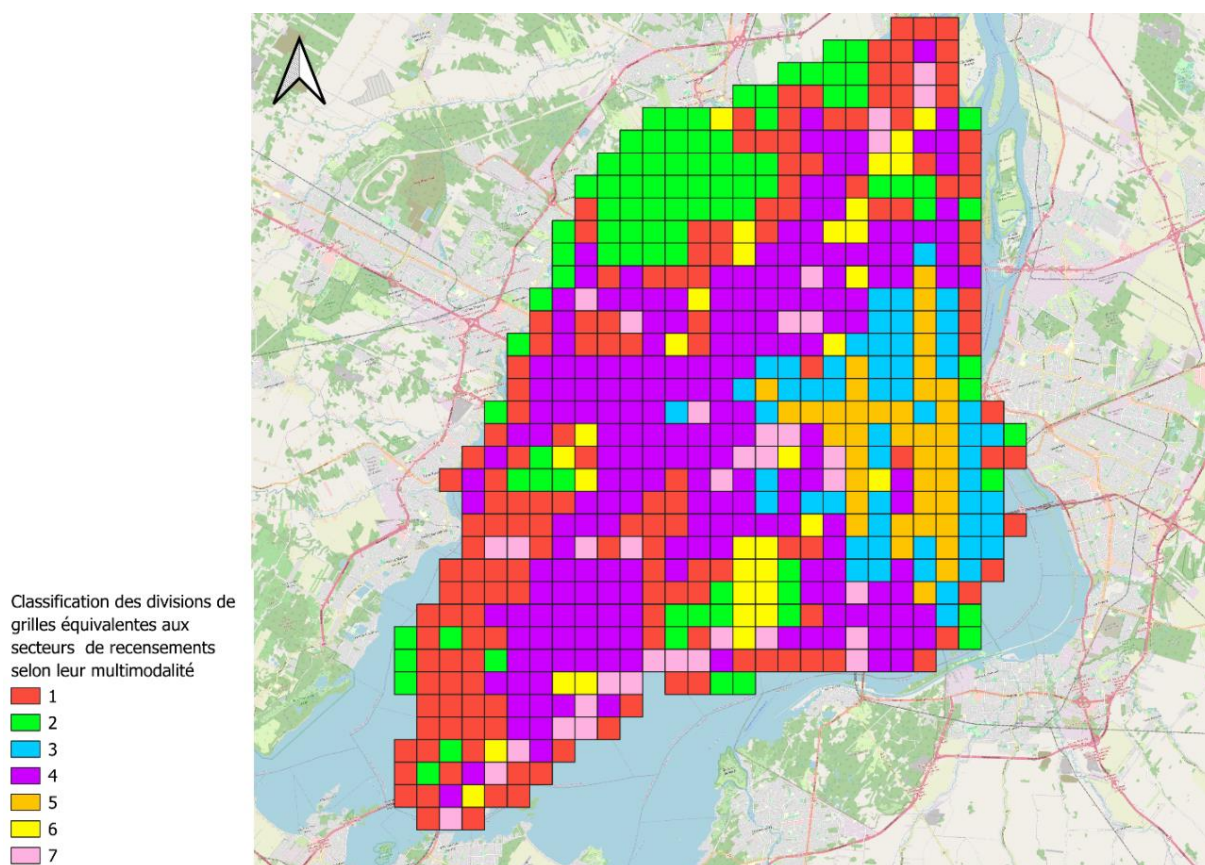 Classification des divisions de
grilles équivalentes aux
secteurs de recensements
selon leur multimodalité
1
2
3
4
5
6
7